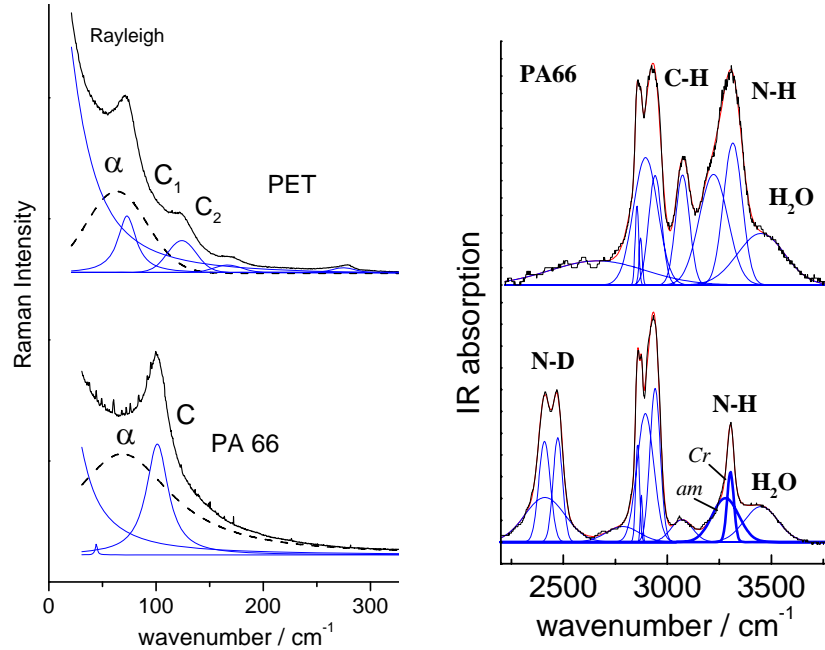 Rayleigh
α
C₁
C₂
PET
α
C
PA 66
Raman Intensity
0 100 200 300
wavenumber / cm⁻¹
PA66
C-H
N-H
H₂O
N-D
N-H
Cr
am
H₂O
IR absorption
2500 3000 3500
wavenumber / cm⁻¹